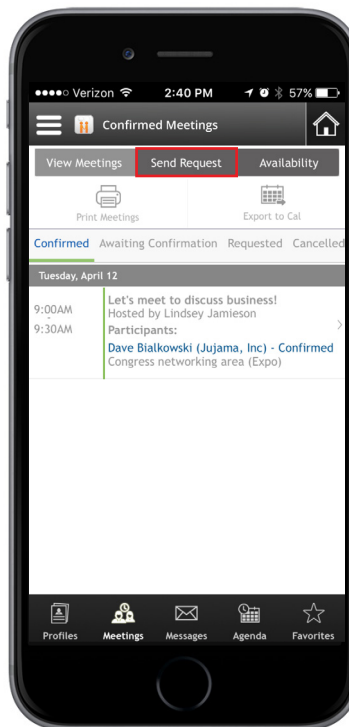 ●●●●○ Verizon 2:40 PM 57%
Confirmed Meetings
View Meetings Send Request Availability
Print Meetings Export to Cal
Confirmed Awaiting Confirmation Requested Cancelled
Tuesday, April 12
9:00AM
-
9:30AM
Let's meet to discuss business!
Hosted by Lindsey Jamieson
Participants:
Dave Bialkowski (Jujama, Inc) - Confirmed
Congress networking area (Expo)
Profiles Meetings Messages Agenda Favorites